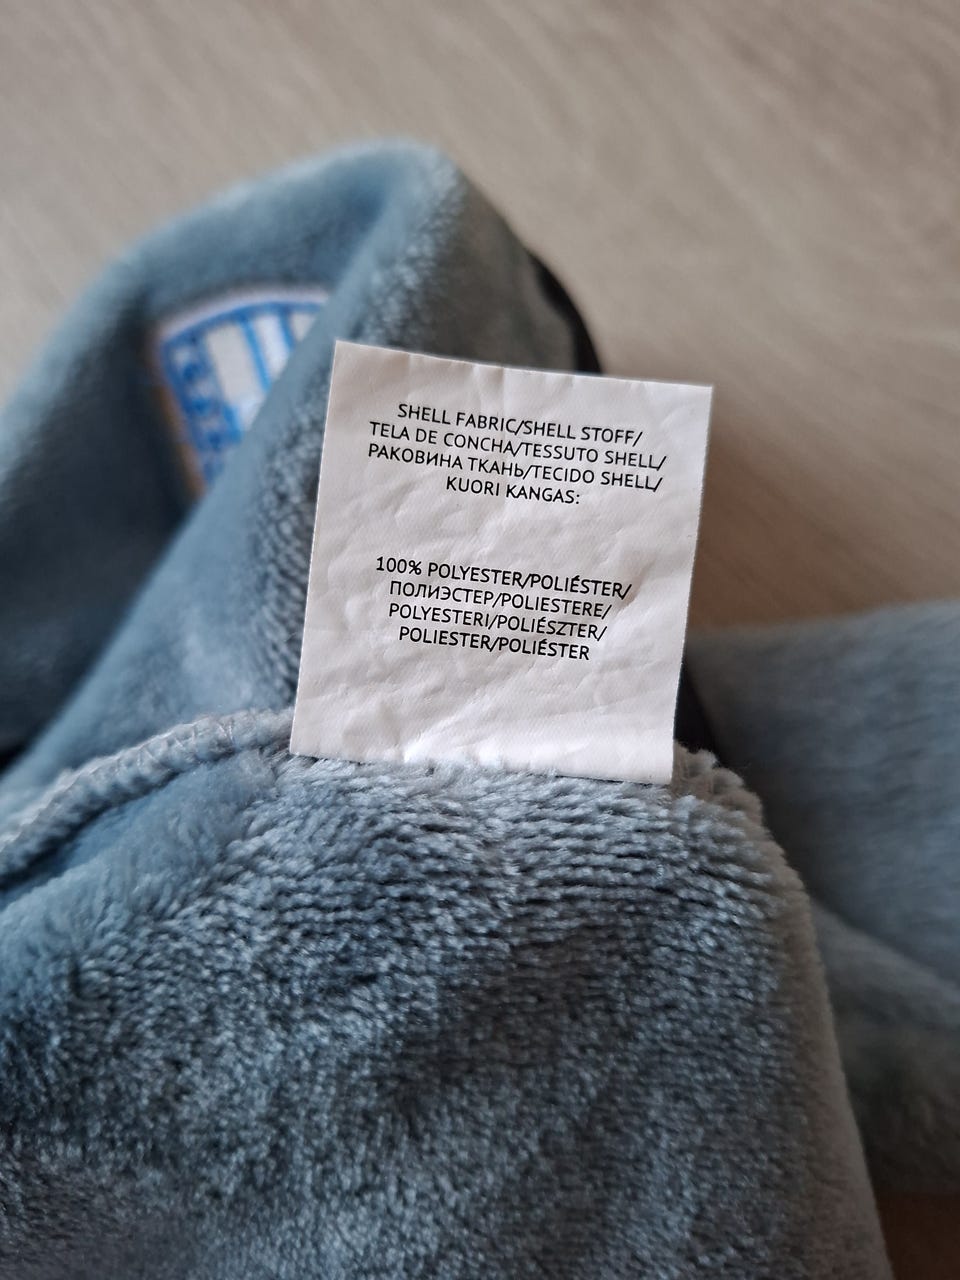 SHELL FABRIC/SHELL STOFF/
TELA DE CONCHA/TESSUTO SHELL/
РАКОВИНА ТКАНЬ/TECIDO SHELL/
KUORI KANGAS:
100% POLYESTER/POLIÉSTER/
ПОЛИЭСТЕР/POLIESTERE/
POLYESTERI/POLIÉSZTER/
POLIESTER/POLIÉSTER